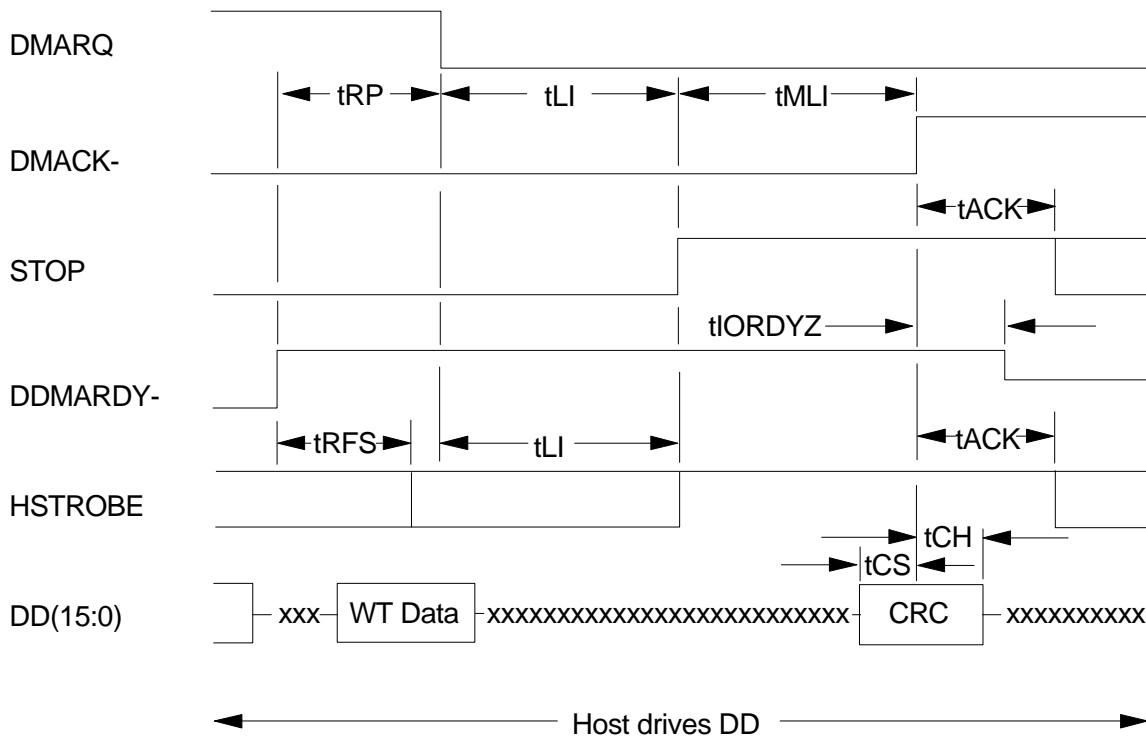 DMARQ
tRP tLI tMLI
DMACK-
tACK
STOP
tIORDYZ
DDMARDY-
tRFS tLI tACK
HSTROBE
tCH
tCS
DD(15:0) xxx WT Data xxxxxxxxxxxxxxxxxxxxxxxxxx CRC xxxxxxxxxx
Host drives DD